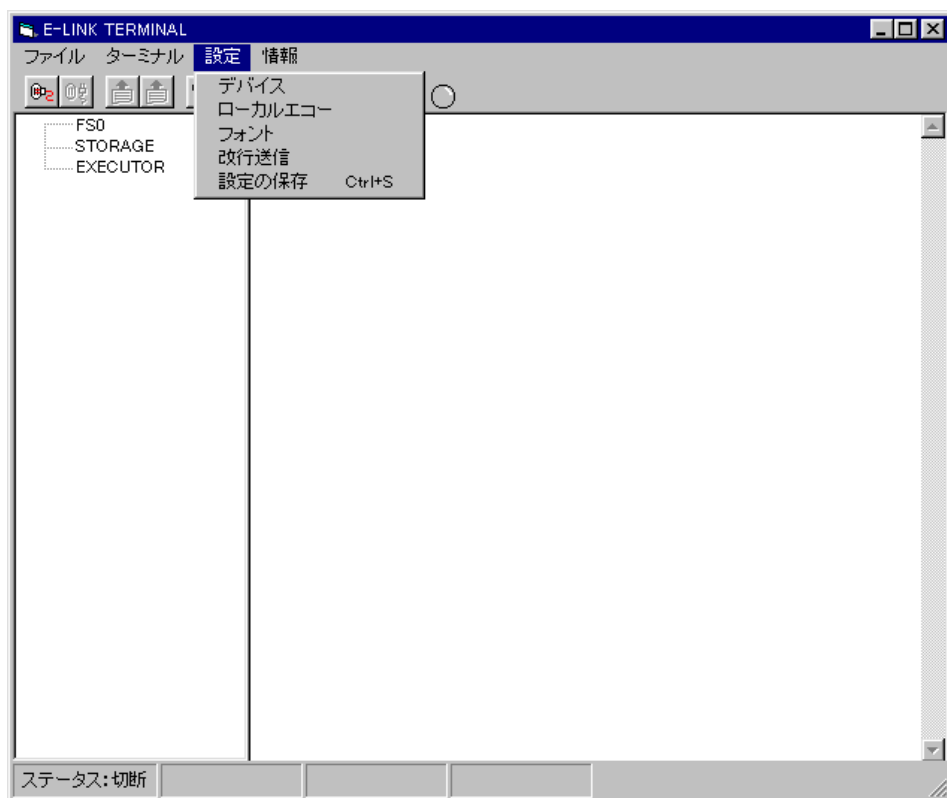 E-LINK TERMINAL
ファイル ターミナル 設定 情報
デバイス
ローカルエコー
フォント
改行送信
設定の保存 Ctrl+S
FS0
STORAGE
EXECUTOR
ステータス:切断